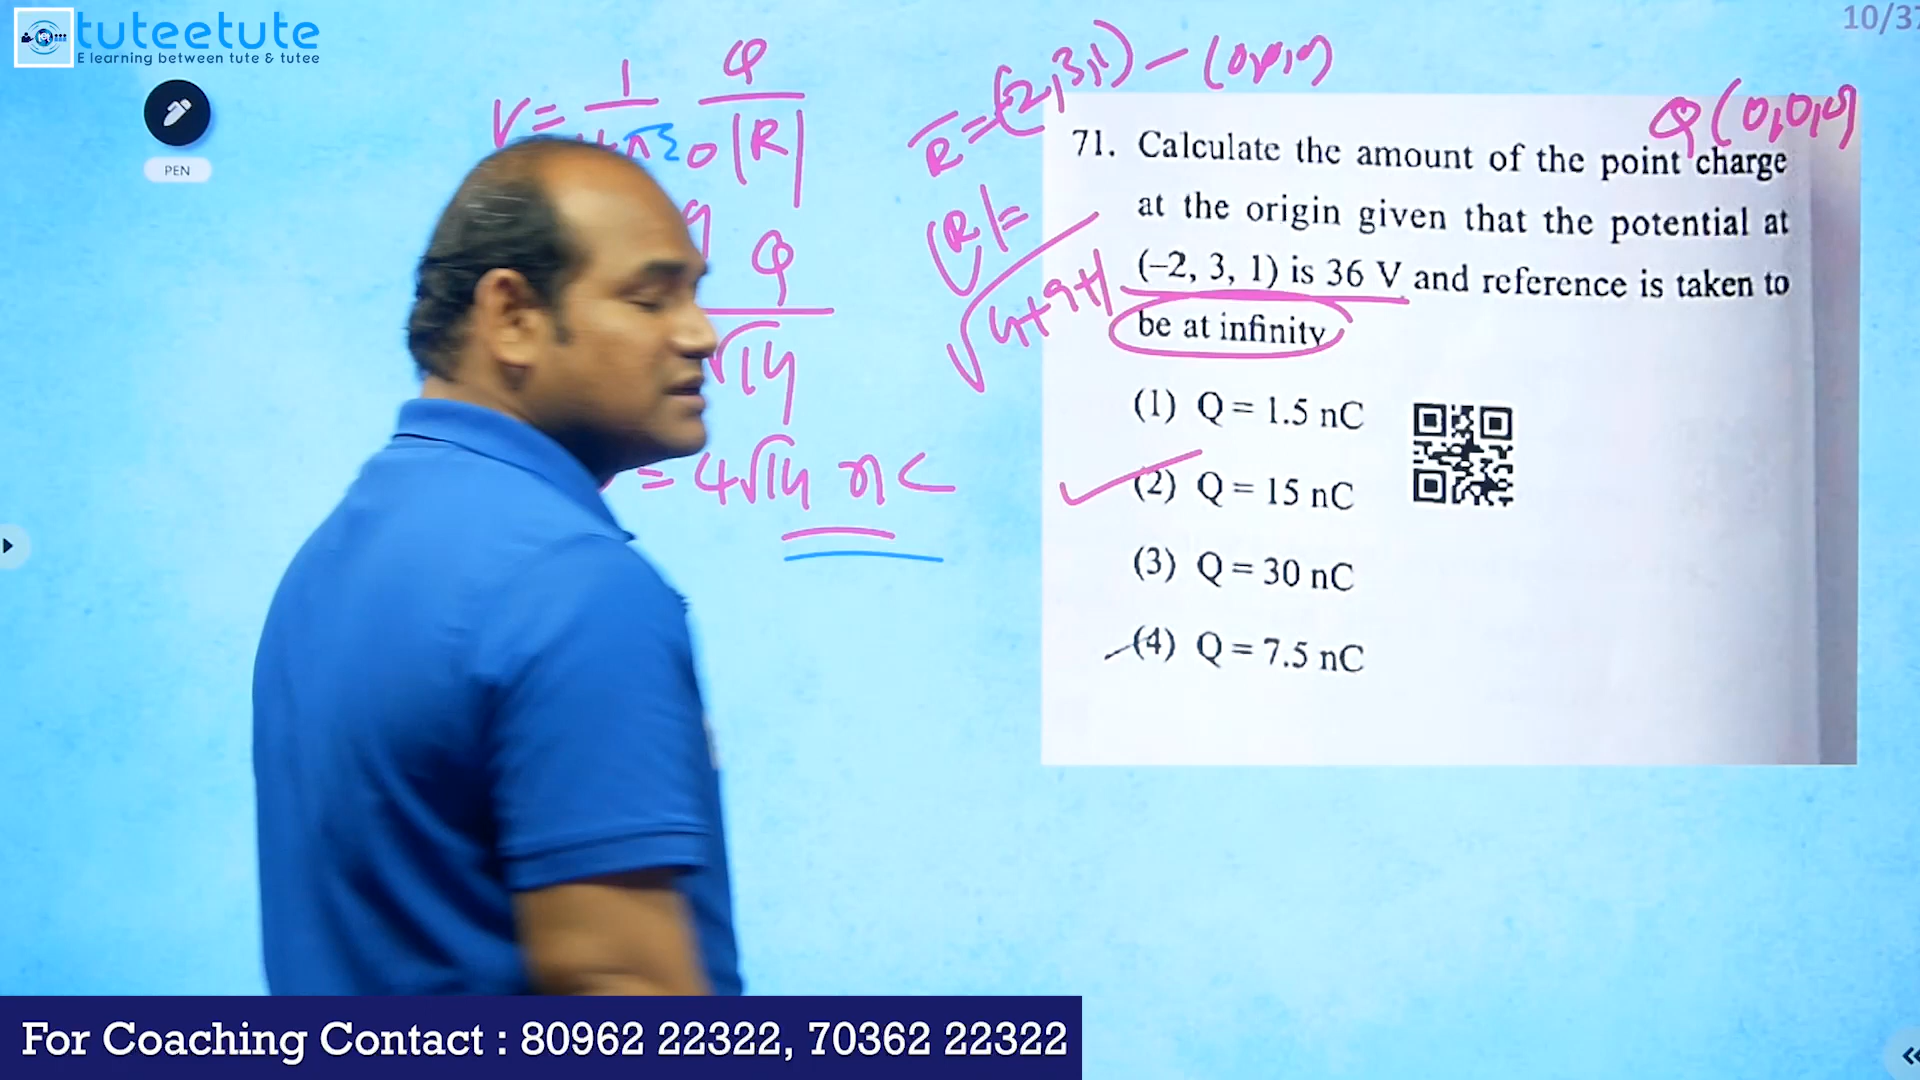 tuteetute
E learning between tute & tutee
10/37
PEN
V = 1 Q
0 |R|
R = (-2,3,1) - (0,0,0)
Q (0,0,0)
|R| =
√4+9+1
9
Q
√14
= 4√14 nC
71. Calculate the amount of the point charge
at the origin given that the potential at
(–2, 3, 1) is 36 V and reference is taken to
be at infinity
(1) Q = 1.5 nC
(2) Q = 15 nC
(3) Q = 30 nC
(4) Q = 7.5 nC
For Coaching Contact : 80962 22322, 70362 22322